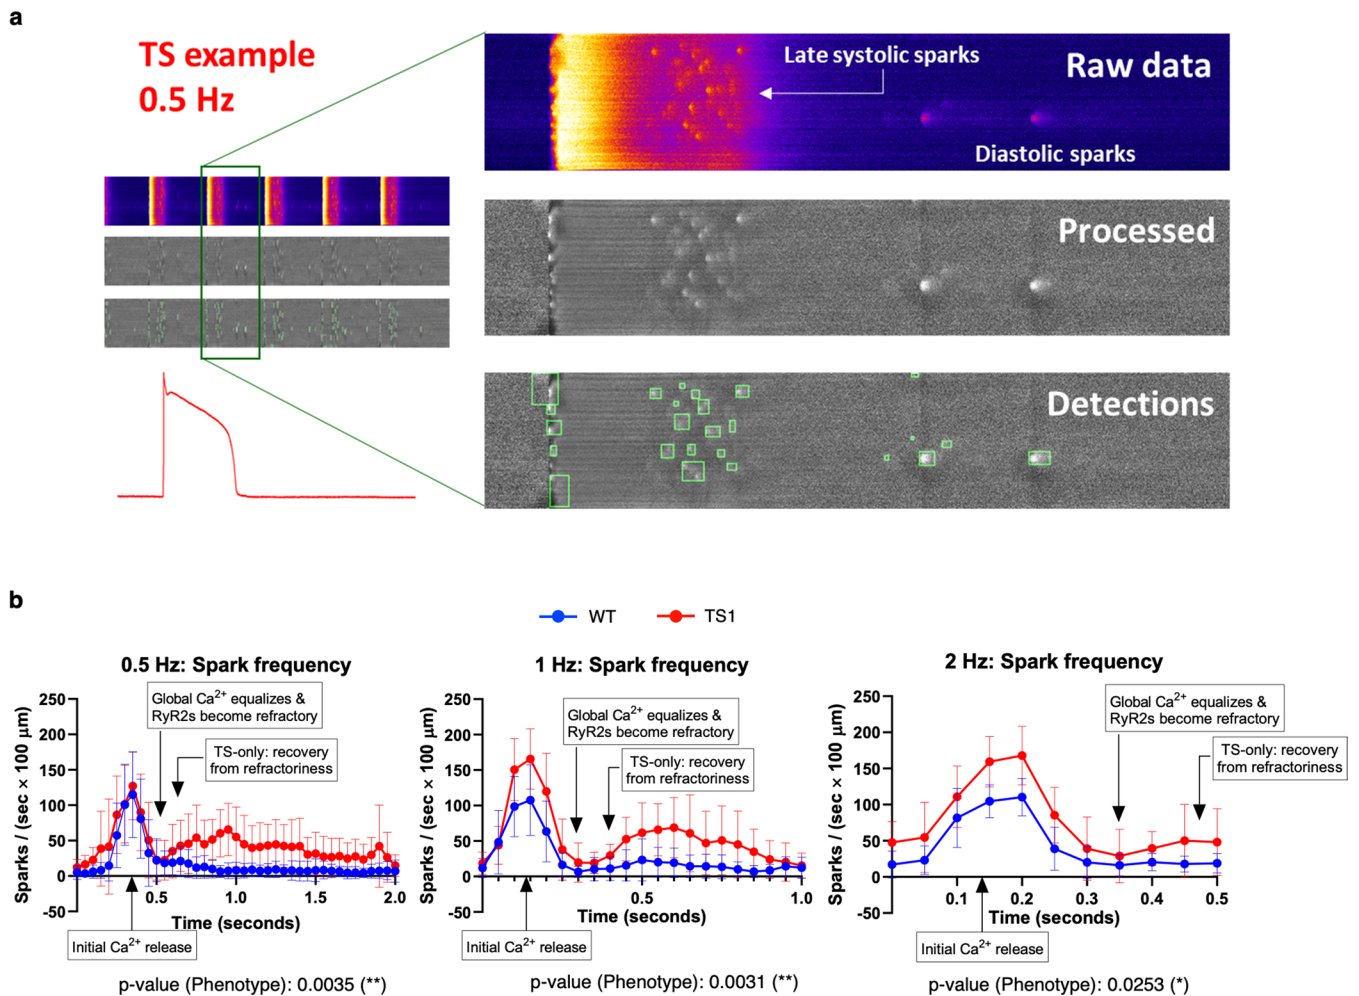 a
TS example
0.5 Hz
Late systolic sparks
Raw data
Diastolic sparks
Processed
Detections
b
WT
TS1
0.5 Hz: Spark frequency
Sparks / (sec × 100 µm)
250
200
150
100
50
0
-50
Global Ca²⁺ equalizes &
RyR2s become refractory
TS-only: recovery
from refractoriness
0.5
1.0
1.5
2.0
Time (seconds)
Initial Ca²⁺ release
p-value (Phenotype): 0.0035 (**)
1 Hz: Spark frequency
Sparks / (sec × 100 µm)
250
200
150
100
50
0
-50
Global Ca²⁺ equalizes &
RyR2s become refractory
TS-only: recovery
from refractoriness
0.5
1.0
Time (seconds)
Initial Ca²⁺ release
p-value (Phenotype): 0.0031 (**)
2 Hz: Spark frequency
Sparks / (sec × 100 µm)
250
200
150
100
50
0
-50
Global Ca²⁺ equalizes &
RyR2s become refractory
TS-only: recovery
from refractoriness
0.1
0.2
0.3
0.4
0.5
Time (seconds)
Initial Ca²⁺ release
p-value (Phenotype): 0.0253 (*)